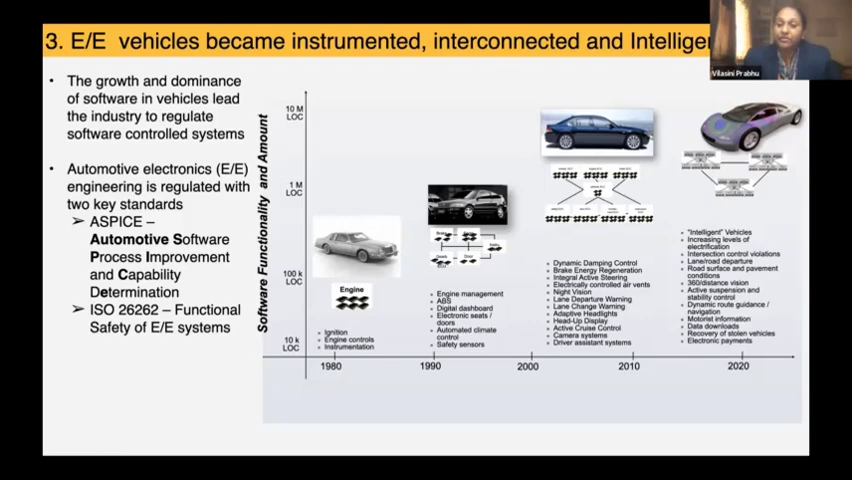 3. E/E vehicles became instrumented, interconnected and Intelligen
Vilasini Prabhu
• The growth and dominance
of software in vehicles lead
the industry to regulate
software controlled systems
• Automotive electronics (E/E)
engineering is regulated with
two key standards
➢ ASPICE –
Automotive Software
Process Improvement
and Capability
Determination
➢ ISO 26262 – Functional
Safety of E/E systems
Software Functionality and Amount
10 M
LOC
1 M
LOC
100 k
LOC
10 k
LOC
Engine
Ignition
Engine controls
Instrumentation
Engine management
ABS
Digital dashboard
Electronic seats /
doors
Automated climate
control
Safety sensors
Dynamic Damping Control
Brake Energy Regeneration
Integral Active Steering
Electrically controlled air vents
Night Vision
Lane Departure Warning
Lane Change Warning
Adaptive Headlights
Head-Up Display
Active Cruise Control
Camera systems
Driver assistant systems
"Intelligent" Vehicles
Increasing levels of
electrification
Intersection control violations
Lane/road departure
Road surface and pavement
conditions
360/distance vision
Active suspension and
stability control
Dynamic route guidance /
navigation
Motorist information
Data downloads
Recovery of stolen vehicles
Electronic payments
1980
1990
2000
2010
2020